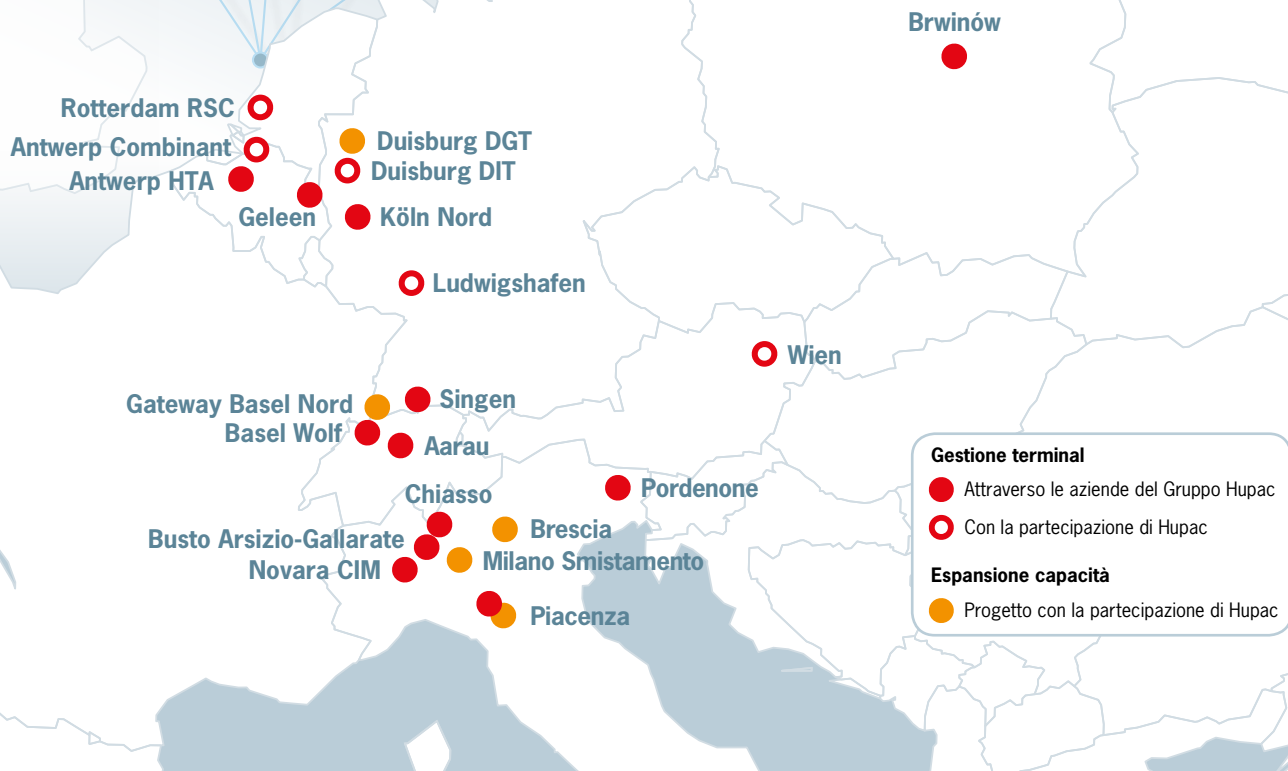 Brwinów
Rotterdam RSC
Antwerp Combinant
Antwerp HTA
Geleen
Duisburg DGT
Duisburg DIT
Köln Nord
Ludwigshafen
Wien
Gateway Basel Nord
Basel Wolf
Singen
Aarau
Chiasso
Busto Arsizio-Gallarate
Novara CIM
Pordenone
Brescia
Milano Smistamento
Piacenza
Gestione terminal
Attraverso le aziende del Gruppo Hupac
Con la partecipazione di Hupac
Espansione capacità
Progetto con la partecipazione di Hupac